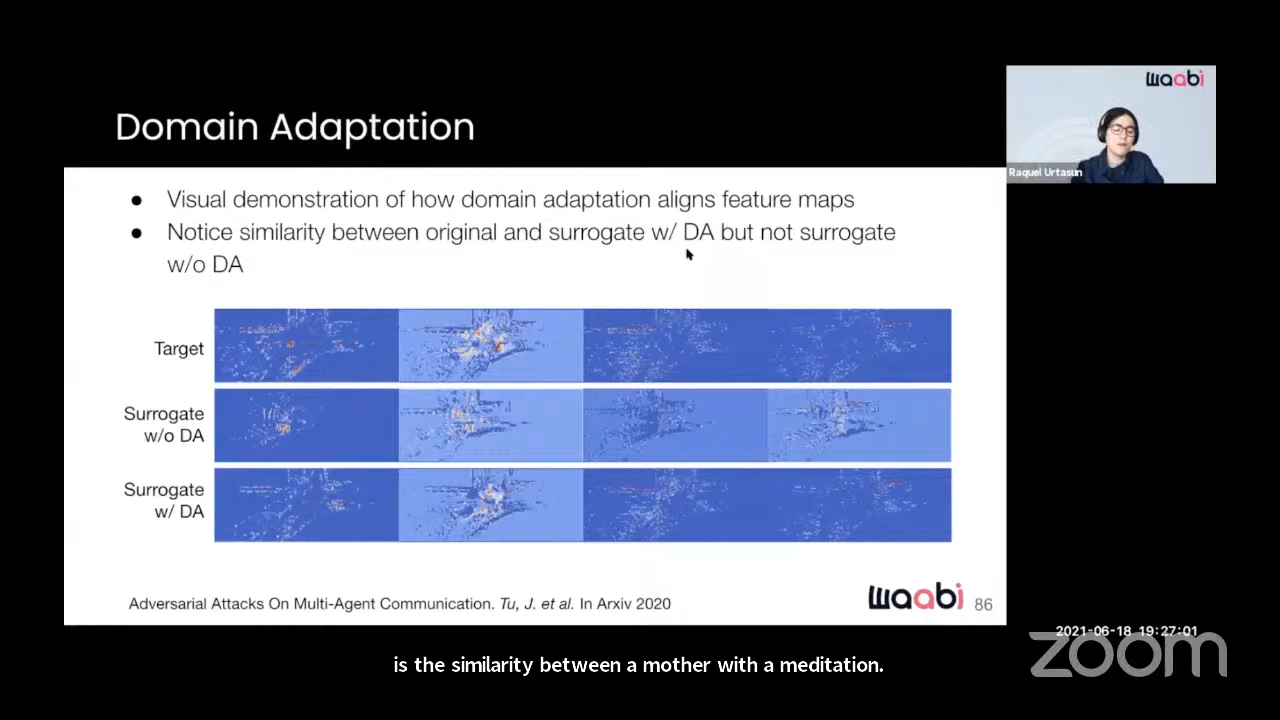 waabi
Raquel Urtasun
Domain Adaptation
● Visual demonstration of how domain adaptation aligns feature maps
● Notice similarity between original and surrogate w/ DA but not surrogate
w/o DA
Target
Surrogate
w/o DA
Surrogate
w/ DA
Adversarial Attacks On Multi-Agent Communication. Tu, J. et al. In Arxiv 2020
waabi
86
2021-06-18 19:27:01
zoom
is the similarity between a mother with a meditation.